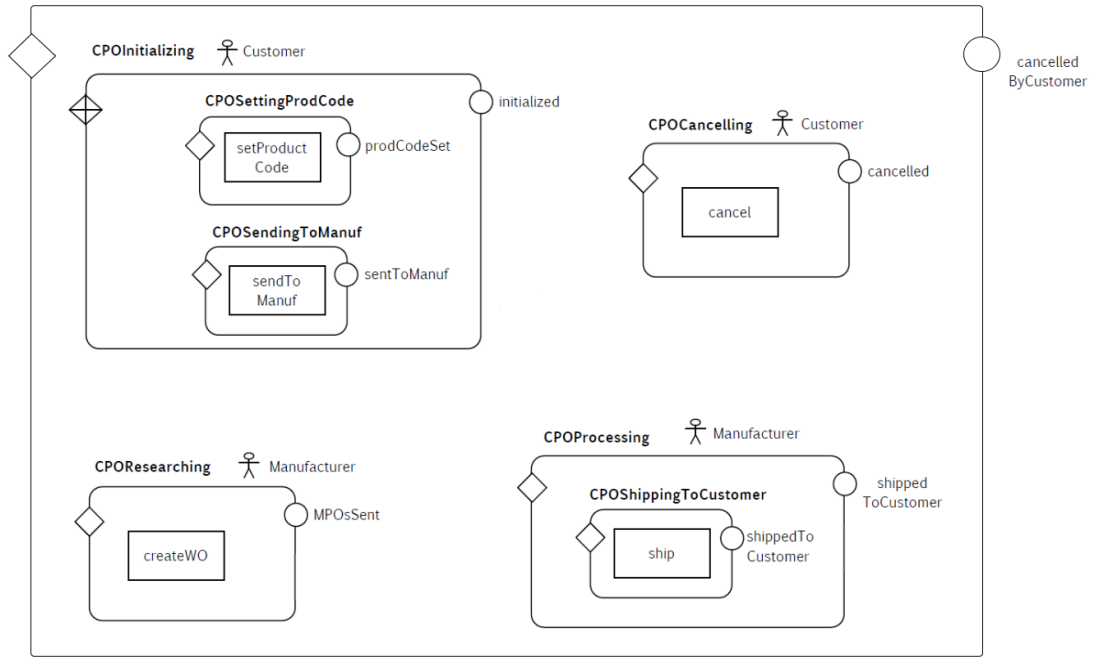 CPOInitializing
Customer
CPOSettingProdCode
setProduct
Code
prodCodeSet
initialized
CPOSendingToManuf
sendTo
Manuf
sentToManuf
CPOCancelling
Customer
cancel
cancelled
cancelled
ByCustomer
CPOResearching
Manufacturer
createWO
MPOsSent
CPOProcessing
Manufacturer
CPOShippingToCustomer
ship
shippedTo
Customer
shipped
ToCustomer